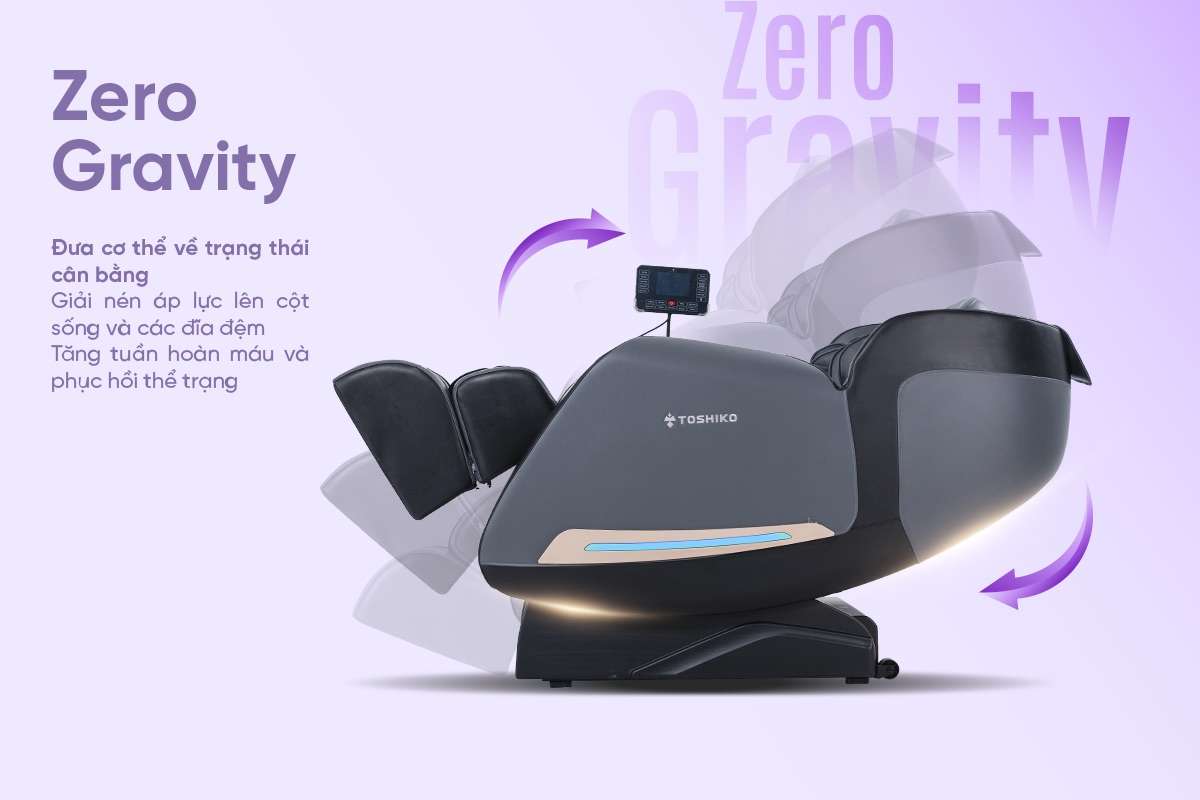 Zero
Gravity
Zero
Gravity
Đưa cơ thể về trạng thái
cân bằng
Giải nén áp lực lên cột
sống và các đĩa đệm
Tăng tuần hoàn máu và
phục hồi thể trạng
TOSHIKO